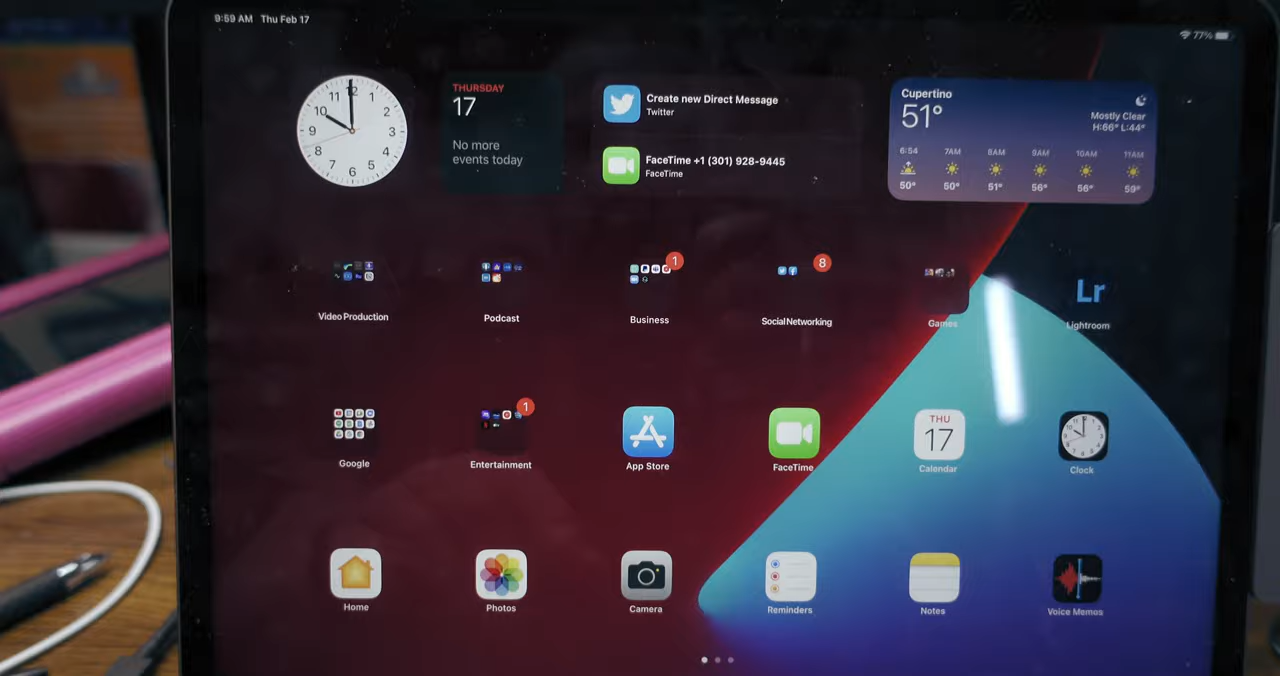 9:59 AM Thu Feb 17
77%
12
1
2
3
4
5
6
7
8
9
10
11
THURSDAY
17
No more
events today
Create new Direct Message
Twitter
FaceTime +1 (301) 928-9445
FaceTime
Cupertino
51°
Mostly Clear
H:66° L:44°
6:54 7AM 8AM 9AM 10AM 11AM
50° 50° 51° 56° 56° 59°
1
8
Lr
Video Production
Podcast
Business
Social Networking
Games
Lightroom
1
THU
17
Google
Entertainment
App Store
FaceTime
Calendar
Clock
Home
Photos
Camera
Reminders
Notes
Voice Memos